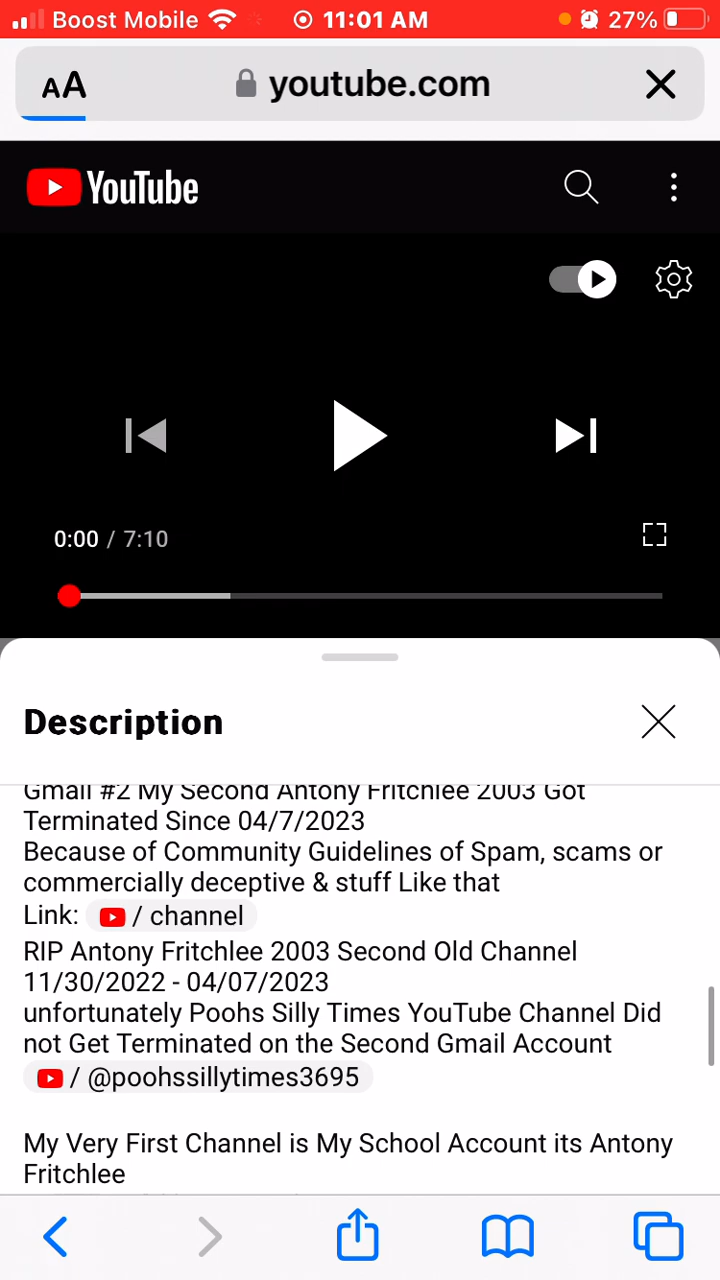 Boost Mobile 11:01 AM 27%
AA youtube.com
YouTube
0:00 / 7:10
Description
Gmail #2 My Second Antony Fritchlee 2003 Got
Terminated Since 04/7/2023
Because of Community Guidelines of Spam, scams or
commercially deceptive & stuff Like that
Link: / channel
RIP Antony Fritchlee 2003 Second Old Channel
11/30/2022 - 04/07/2023
unfortunately Poohs Silly Times YouTube Channel Did
not Get Terminated on the Second Gmail Account
/ @poohssillytimes3695
My Very First Channel is My School Account its Antony
Fritchlee